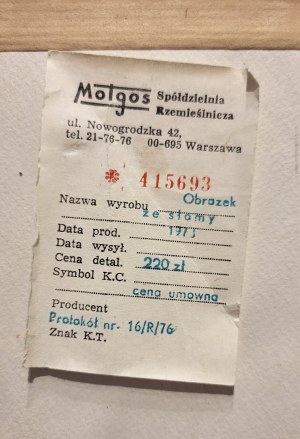 Motgos Spółdzielnia
Rzemieślnicza
ul. Nowogrodzka 42,
tel. 21-76-76 00-695 Warszawa
* 415693
Nazwa wyrobu Obrazek
ze słomy
Data prod.
Data wysył.
Cena detal. 220 zł
Symbol K.C.
cena umowna
Producent
Protokół nr. 16/R/76
Znak K.T.